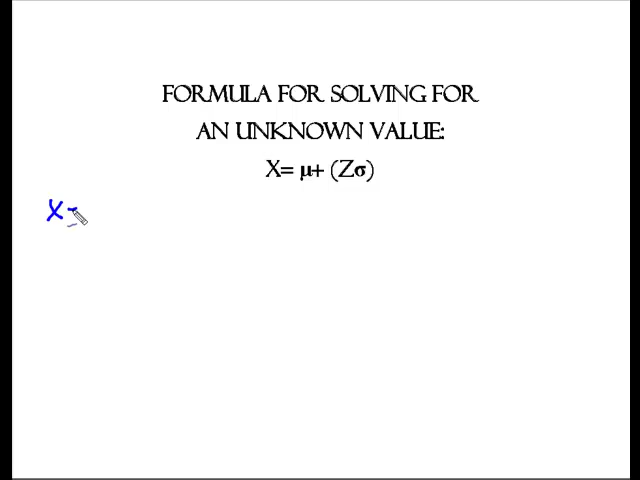 FORMULA FOR SOLVING FOR
AN UNKNOWN VALUE:
X= μ+ (Zσ)
X=